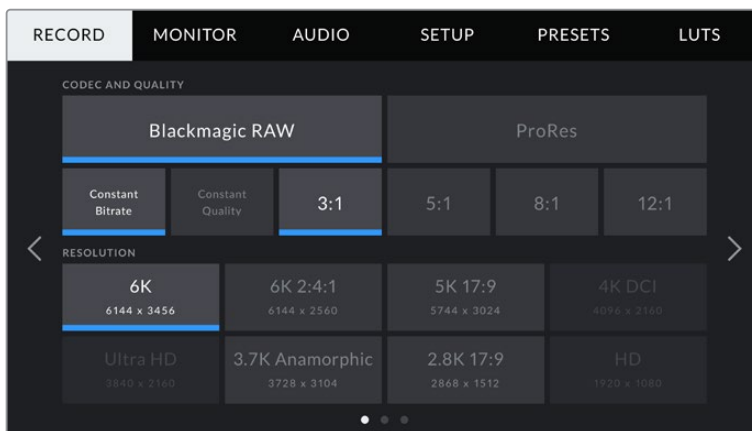 RECORD MONITOR AUDIO SETUP PRESETS LUTS
CODEC AND QUALITY
Blackmagic RAW ProRes
Constant Bitrate Constant Quality 3:1 5:1 8:1 12:1
RESOLUTION
6K 6K 2:4:1 5K 17:9 4K DCI
6144 x 3456 6144 x 2560 5744 x 3024 4096 x 2160
Ultra HD 3.7K Anamorphic 2.8K 17:9 HD
3840 x 2160 3728 x 3104 2868 x 1512 1920 x 1080